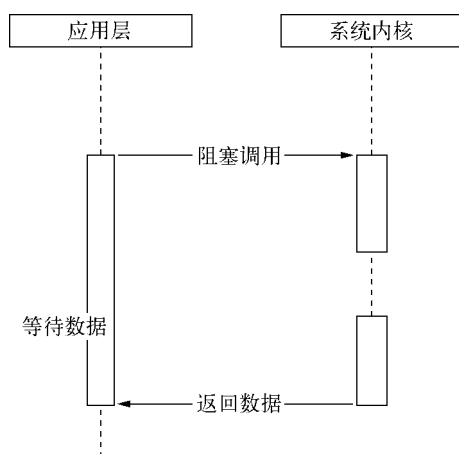 应用层
系统内核
阻塞调用
等待数据
返回数据